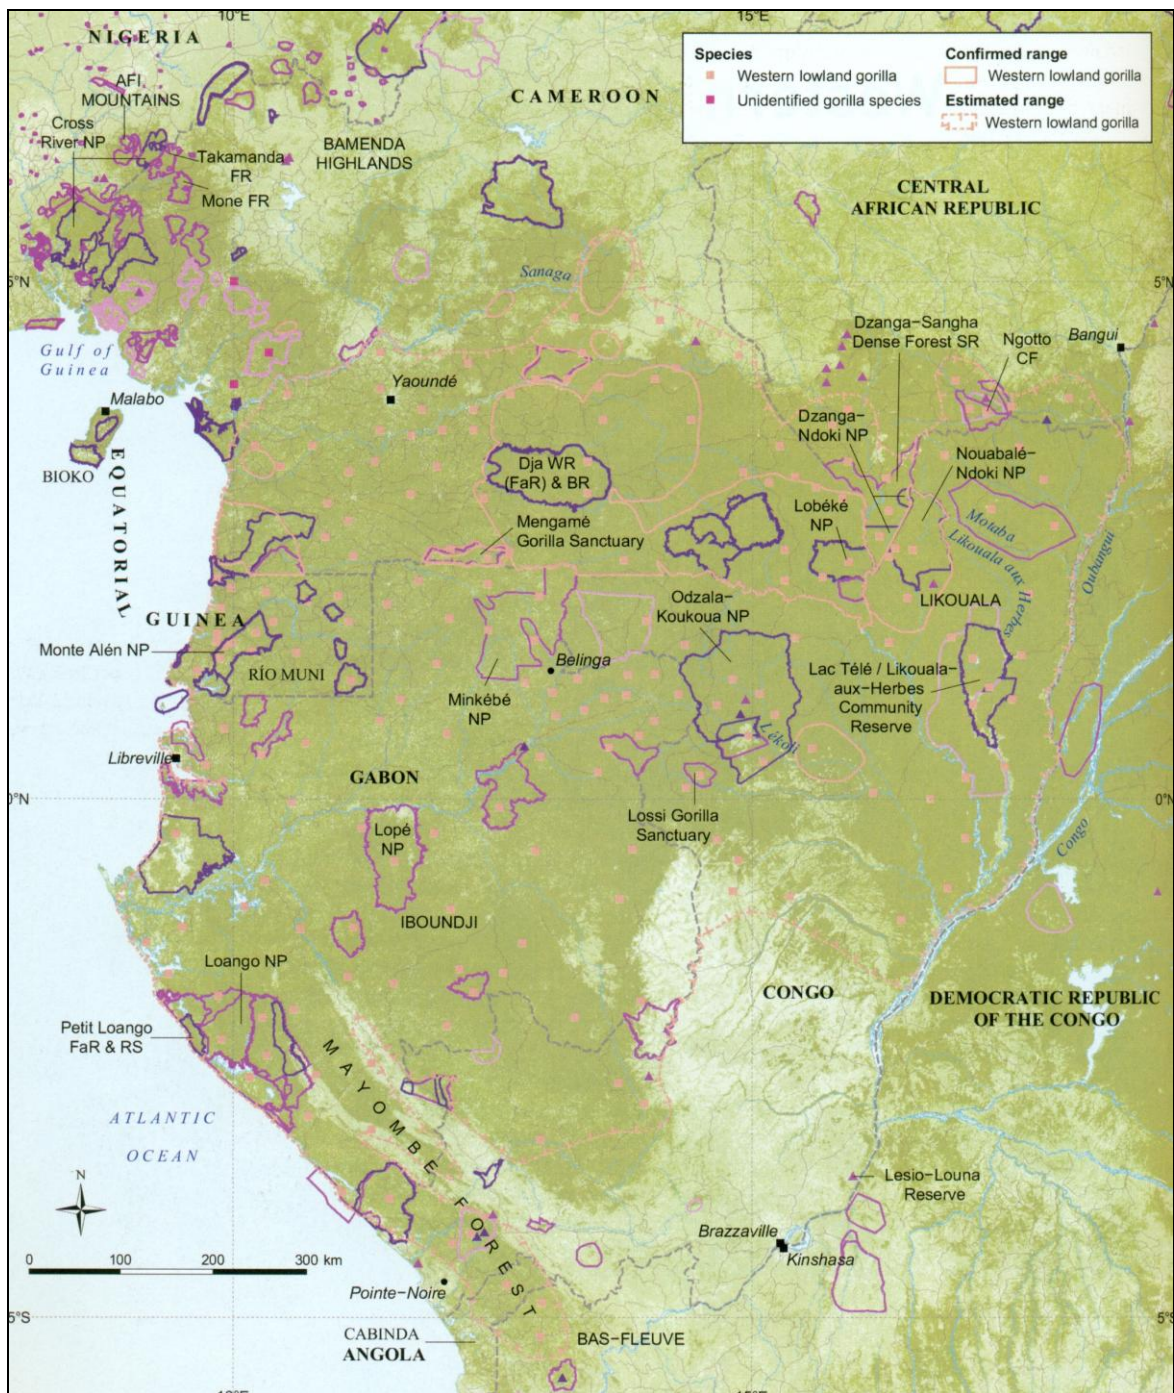 10°E
15°E
NIGERIA
AFI
MOUNTAINS
Cross
River NP
Takamanda
FR
Mone FR
BAMENDA
HIGHLANDS
CAMEROON
Species
Western lowland gorilla
Unidentified gorilla species
Confirmed range
Western lowland gorilla
Estimated range
Western lowland gorilla
CENTRAL
AFRICAN REPUBLIC
5°N
5°N
Sanaga
Gulf of
Guinea
Malabo
BIOKO
Yaoundé
Dzanga–Sangha
Dense Forest SR
Ngotto
CF
Bangui
Dzanga–
Ndoki NP
Nouabalé–
Ndoki NP
Dja WR
(FaR) & BR
Lobéké
NP
Mengamé
Gorilla Sanctuary
Motaba
Likouala aux Herbes
Oubangui
EQUATORIAL
GUINEA
Odzala–
Koukoua NP
LIKOUALA
Monte Alén NP
RÍO MUNI
Belinga
Minkébé
NP
Lac Télé / Likouala–
aux–Herbes
Community
Reserve
Lékoli
Libreville
GABON
0°N
0°N
Lopé
NP
Lossi Gorilla
Sanctuary
Congo
IBOUNDJI
Loango NP
CONGO
DEMOCRATIC REPUBLIC
OF THE CONGO
Petit Loango
FaR & RS
MAYOMBE FOREST
ATLANTIC
OCEAN
N
Lesio–Louna
Reserve
Brazzaville
Kinshasa
0 100 200 300 km
Pointe–Noire
5°S
5°S
CABINDA
ANGOLA
BAS–FLEUVE